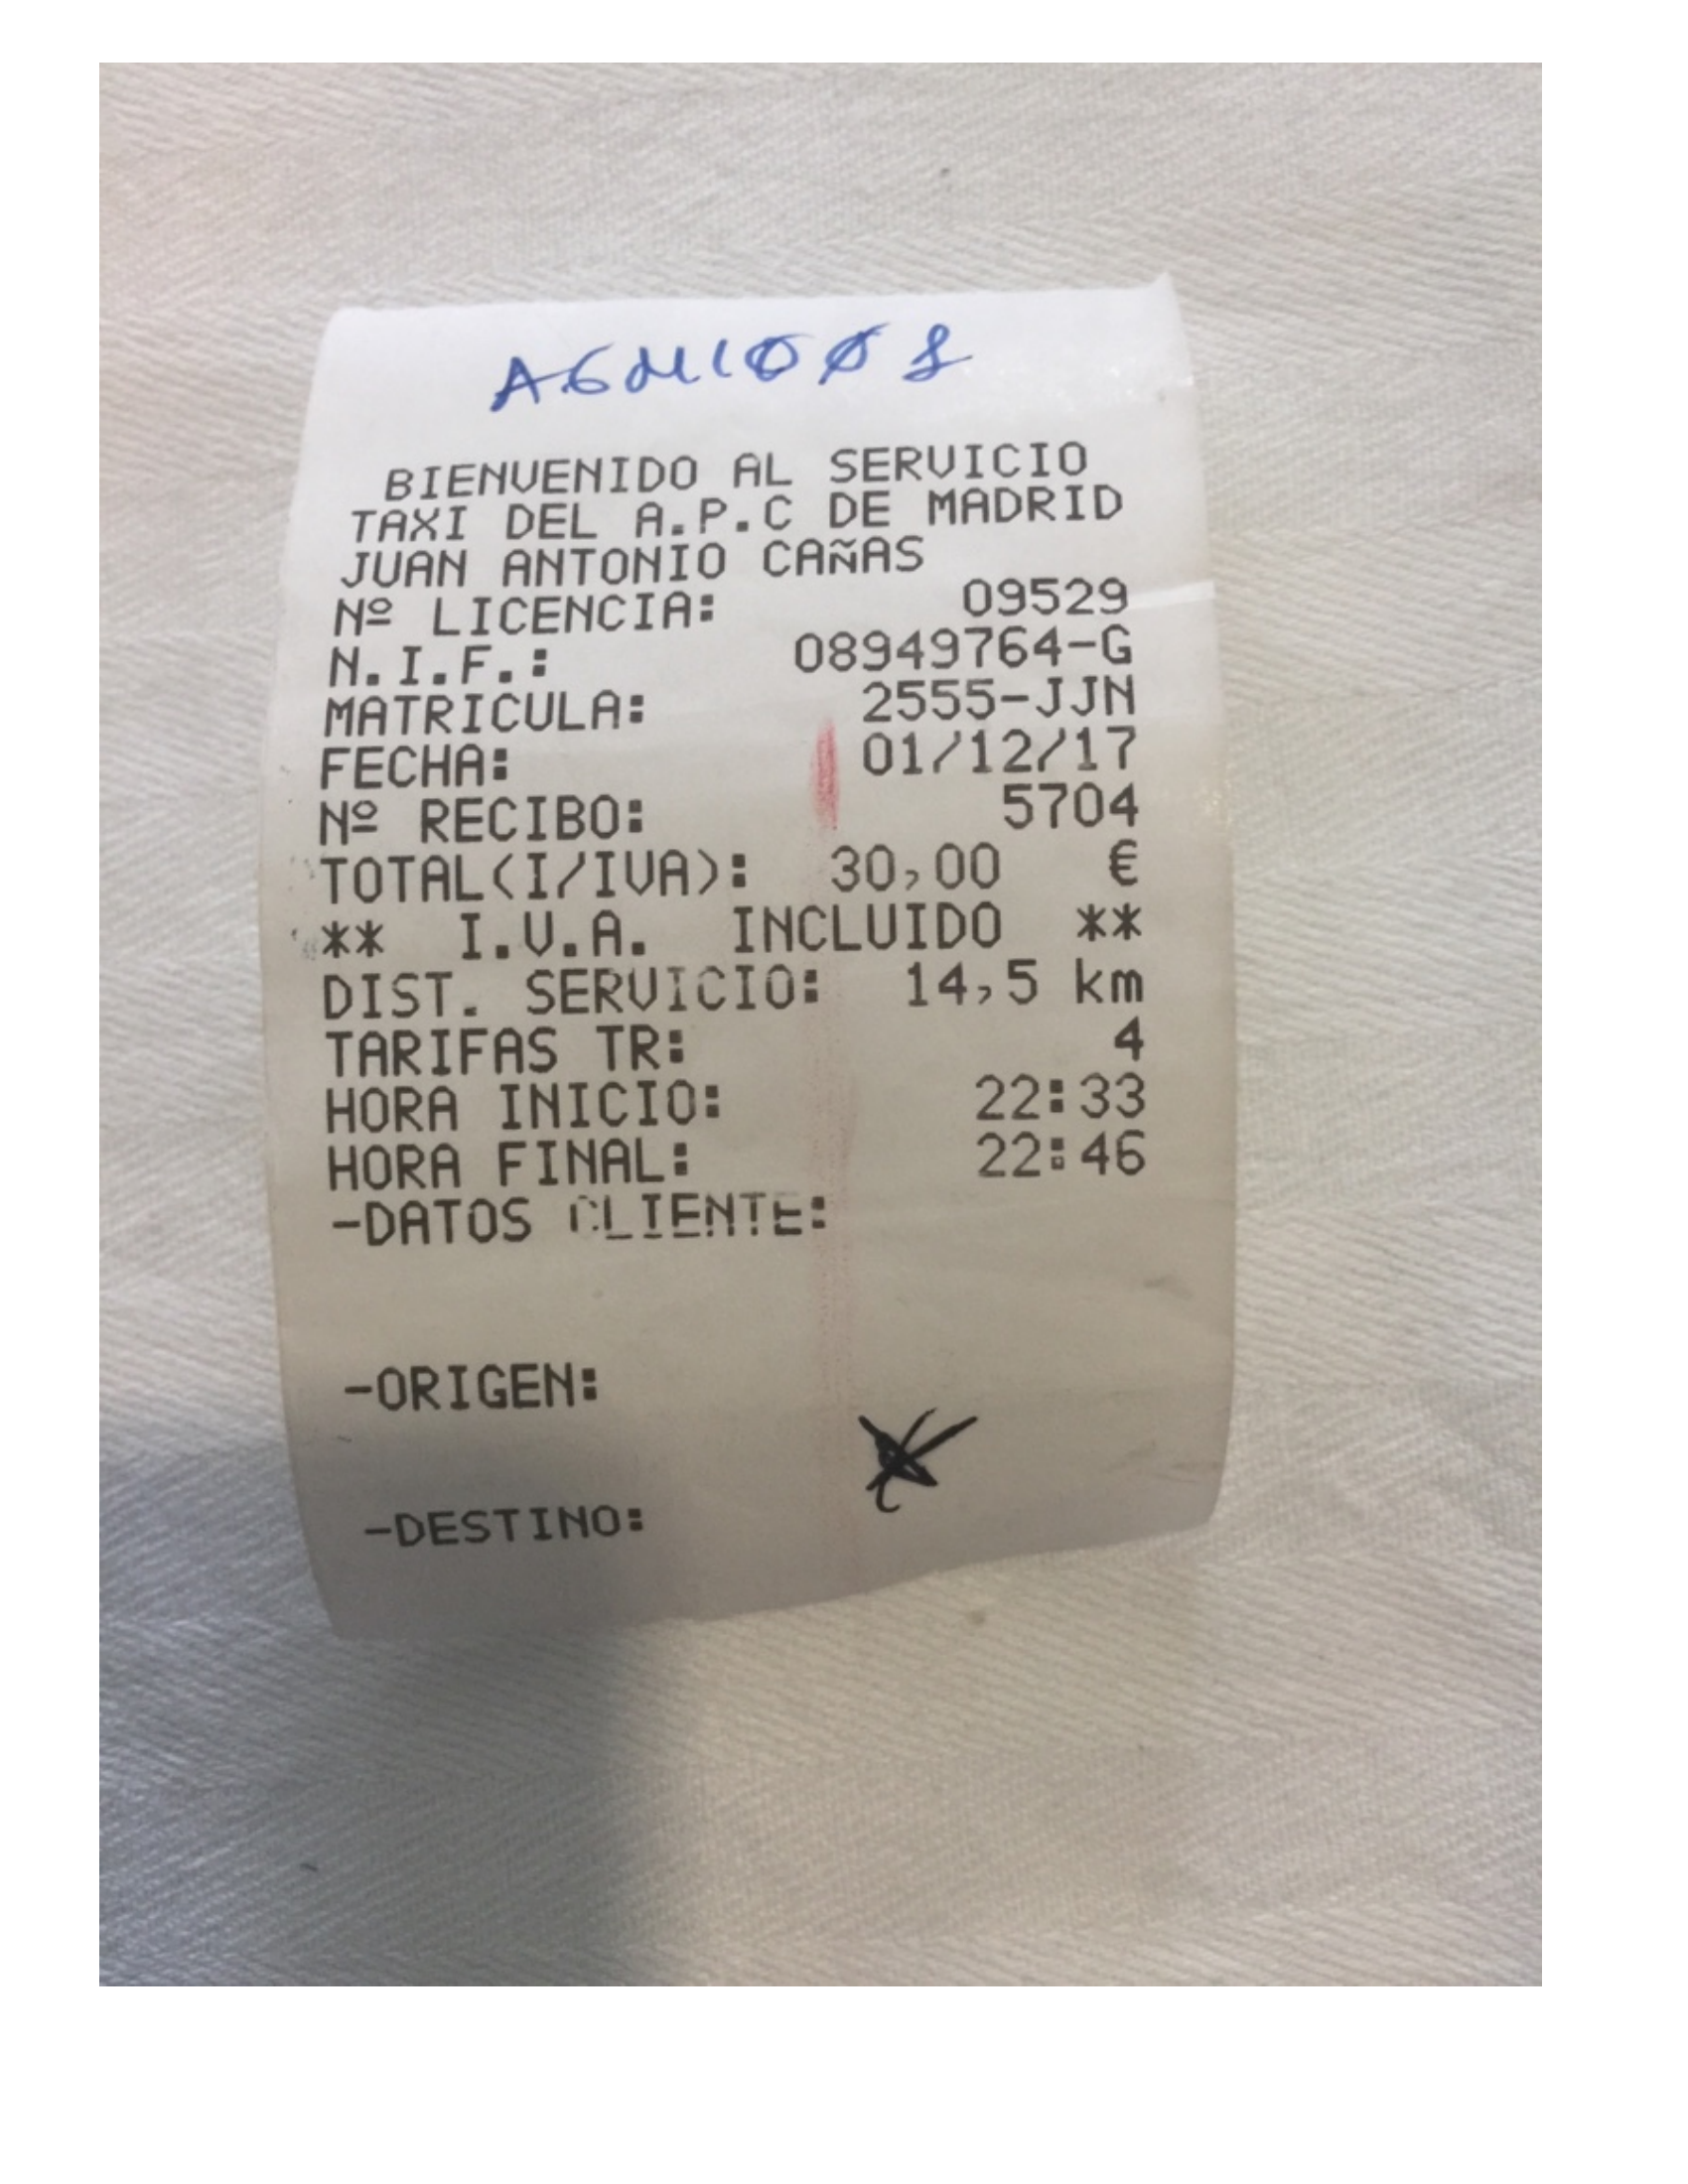 BIENVENIDO AL SERVICIO
TAXI DEL A.P.C DE MADRID
JUAN ANTONIO CAÑAS
Nº LICENCIA: 09529
N.I.F.: 08949764-G
MATRICULA: 2555-JJN
FECHA: 01/12/17
Nº RECIBO: 5704
TOTAL(I/IVA): 30,00 €
** I.V.A. INCLUIDO **
DIST. SERVICIO: 14,5 km
TARIFAS TR: 4
HORA INICIO: 22:33
HORA FINAL: 22:46
-DATOS CLIENTE:
-ORIGEN:
-DESTINO: